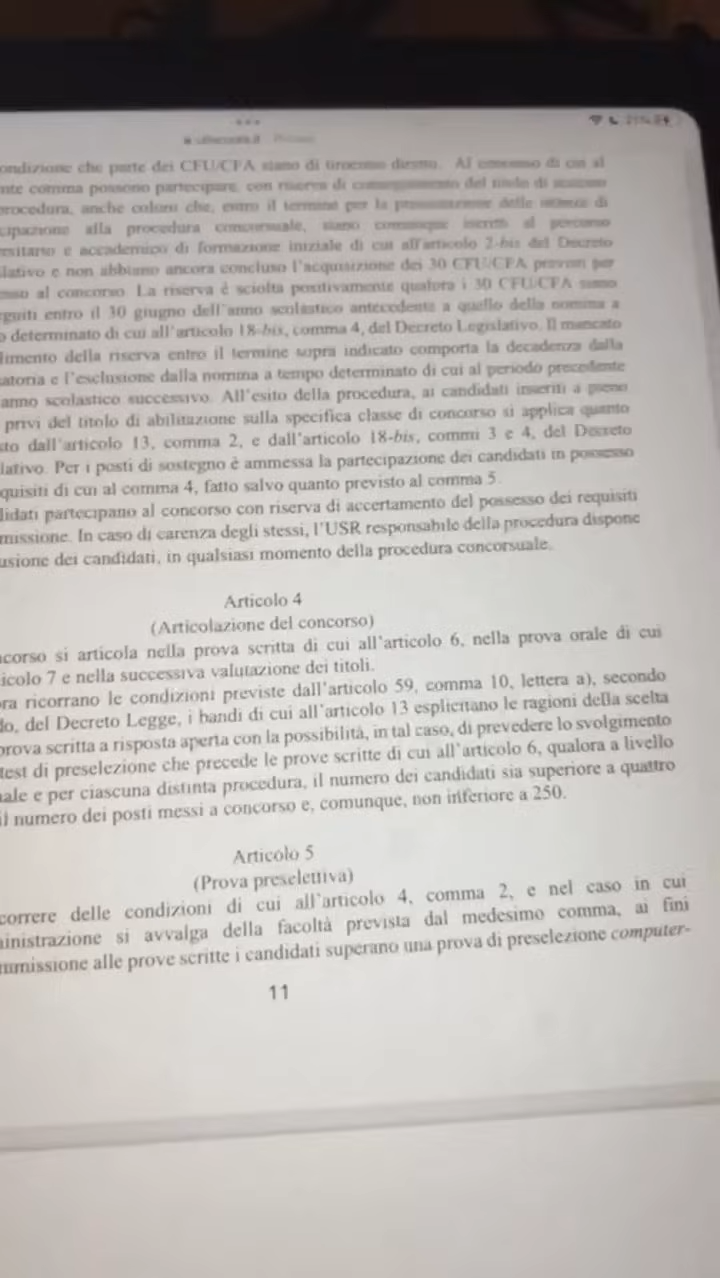 ondizione che parte dei CFU/CFA siano di tirocinio diretto. Al concorso di cui al
nte comma possono partecipare, con riserva di conseguimento del titolo di accesso
procedura, anche coloro che, entro il termine per la presentazione delle istanze di
cipazione alla procedura concorsuale, siano comunque iscritti al percorso
ersitario e accademico di formazione iniziale di cui all'articolo 2-bis del Decreto
lativo e non abbiano ancora concluso l'acquisizione dei 30 CFU/CFA previsti per
esso al concorso. La riserva è sciolta positivamente qualora i 30 CFU/CFA siano
eguiti entro il 30 giugno dell'anno scolastico antecedente a quello della nomina a
o determinato di cui all'articolo 18-bis, comma 4, del Decreto Legislativo. Il mancato
limento della riserva entro il termine sopra indicato comporta la decadenza dalla
atoria e l'esclusione dalla nomina a tempo determinato di cui al periodo precedente
anno scolastico successivo. All'esito della procedura, ai candidati inseriti a pieno
privi del titolo di abilitazione sulla specifica classe di concorso si applica quanto
sto dall'articolo 13, comma 2, e dall'articolo 18-bis, commi 3 e 4, del Decreto
lativo. Per i posti di sostegno è ammessa la partecipazione dei candidati in possesso
quisiti di cui al comma 4, fatto salvo quanto previsto al comma 5.
didati partecipano al concorso con riserva di accertamento del possesso dei requisiti
missione. In caso di carenza degli stessi, l'USR responsabile della procedura dispone
usione dei candidati, in qualsiasi momento della procedura concorsuale.
Articolo 4
(Articolazione del concorso)
ncorso si articola nella prova scritta di cui all'articolo 6, nella prova orale di cui
icolo 7 e nella successiva valutazione dei titoli.
ora ricorrano le condizioni previste dall'articolo 59, comma 10, lettera a), secondo
do, del Decreto Legge, i bandi di cui all'articolo 13 esplicitano le ragioni della scelta
prova scritta a risposta aperta con la possibilità, in tal caso, di prevedere lo svolgimento
test di preselezione che precede le prove scritte di cui all'articolo 6, qualora a livello
nale e per ciascuna distinta procedura, il numero dei candidati sia superiore a quattro
il numero dei posti messi a concorso e, comunque, non inferiore a 250.
Articolo 5
(Prova preselettiva)
correre delle condizioni di cui all'articolo 4, comma 2, e nel caso in cui
ministrazione si avvalga della facoltà prevista dal medesimo comma, ai fini
mmissione alle prove scritte i candidati superano una prova di preselezione computer-
11